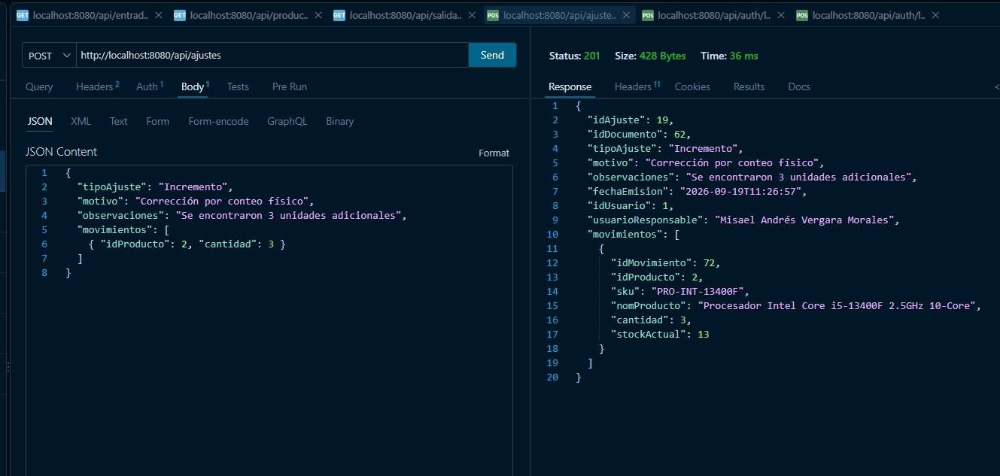 GET localhost:8080/api/entrad.. × GET localhost:8080/api/produc.. × GET localhost:8080/api/salida.. × POS localhost:8080/api/ajuste.. × POS localhost:8080/api/auth/l.. × POS localhost:8080/api/auth/l.. ×
POST http://localhost:8080/api/ajustes Send
Query Headers 2 Auth 1 Body 1 Tests Pre Run
JSON XML Text Form Form-encode GraphQL Binary
JSON Content Format
1 {
2 "tipoAjuste": "Incremento",
3 "motivo": "Corrección por conteo físico",
4 "observaciones": "Se encontraron 3 unidades adicionales",
5 "movimientos": [
6 { "idProducto": 2, "cantidad": 3 }
7 ]
8 }
Status: 201 Size: 428 Bytes Time: 36 ms
Response Headers 11 Cookies Results Docs <
1 {
2 "idAjuste": 19,
3 "idDocumento": 62,
4 "tipoAjuste": "Incremento",
5 "motivo": "Corrección por conteo físico",
6 "observaciones": "Se encontraron 3 unidades adicionales",
7 "fechaEmision": "2026-09-19T11:26:57",
8 "idUsuario": 1,
9 "usuarioResponsable": "Misael Andrés Vergara Morales",
10 "movimientos": [
11 {
12 "idMovimiento": 72,
13 "idProducto": 2,
14 "sku": "PRO-INT-13400F",
15 "nomProducto": "Procesador Intel Core i5-13400F 2.5GHz 10-Core",
16 "cantidad": 3,
17 "stockActual": 13
18 }
19 ]
20 }